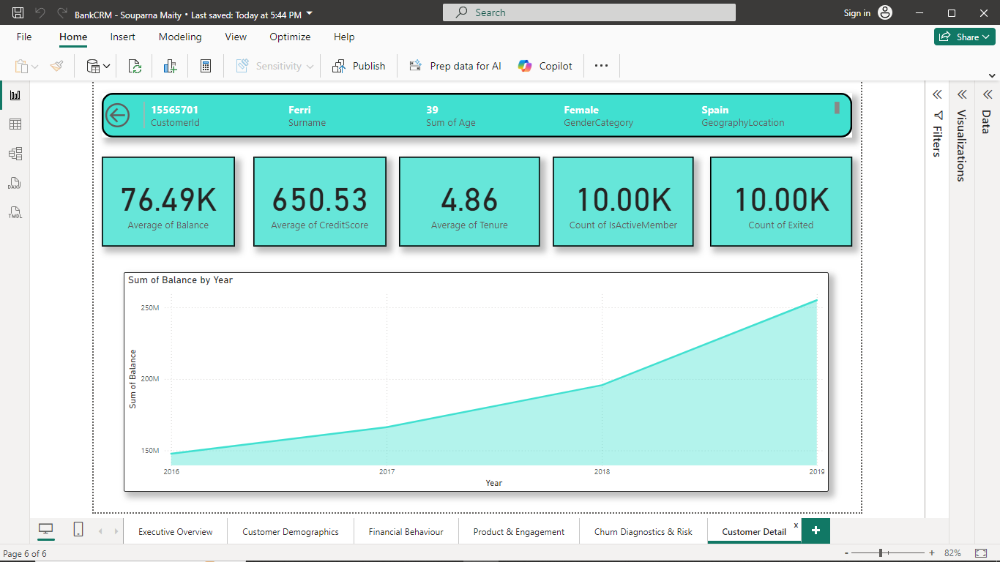 BankCRM - Souparna Maity • Last saved: Today at 5:44 PM
Search
Sign in
File Home Insert Modeling View Optimize Help
Share
Sensitivity
Publish
Prep data for AI
Copilot
15565701 Ferri 39 Female Spain
CustomerId Surname Sum of Age GenderCategory GeographyLocation
76.49K 650.53 4.86 10.00K 10.00K
Average of Balance Average of CreditScore Average of Tenure Count of IsActiveMember Count of Exited
Sum of Balance by Year
250M
200M
150M
Sum of Balance
2016 2017 2018 2019
Year
Filters
Visualizations
Data
DAX
TMDL
Executive Overview Customer Demographics Financial Behaviour Product & Engagement Churn Diagnostics & Risk Customer Detail x +
Page 6 of 6
- + 82%